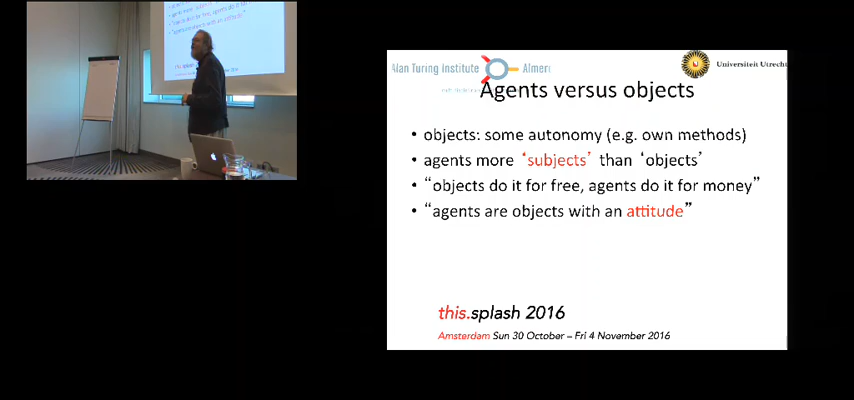 Alan Turing Institute Almere
Universiteit Utrecht
Agents versus objects
• objects: some autonomy (e.g. own methods)
• agents more ‘subjects’ than ‘objects’
• “objects do it for free, agents do it for money”
• “agents are objects with an attitude”
this.splash 2016
Amsterdam Sun 30 October – Fri 4 November 2016